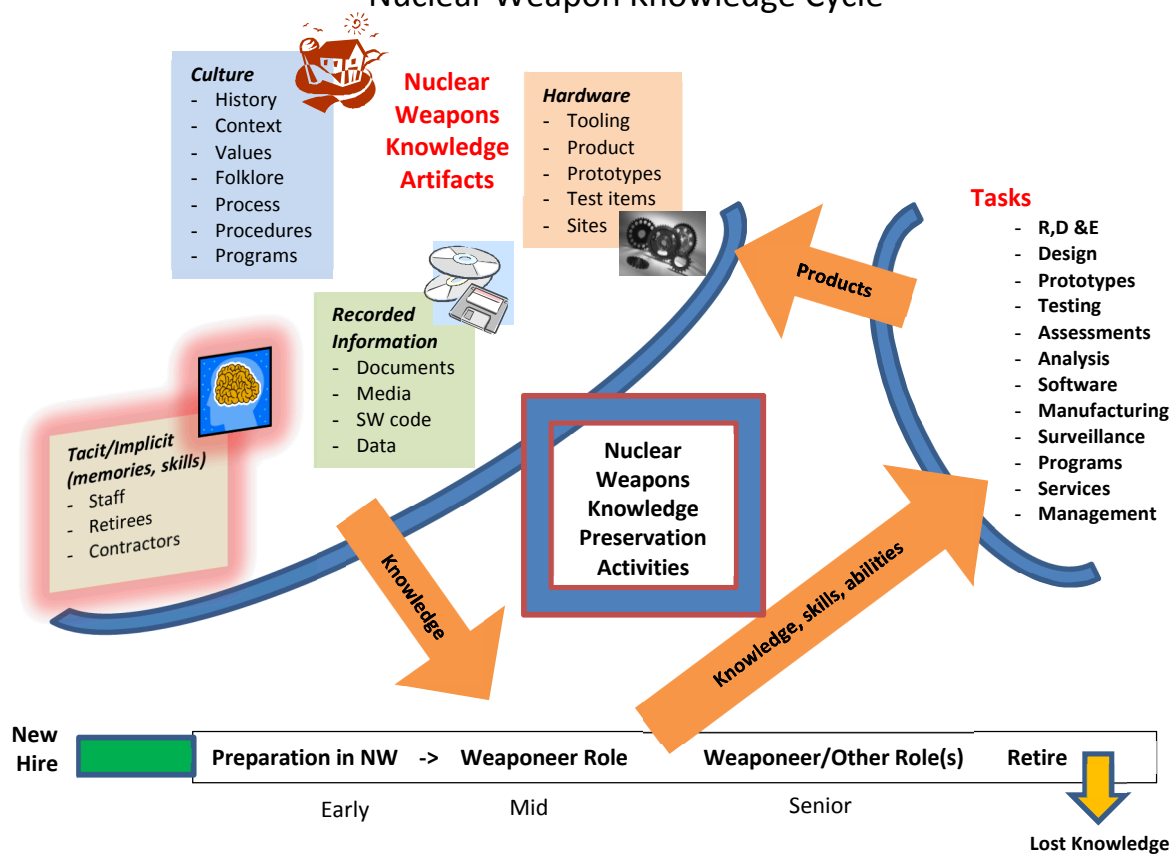 Nuclear Weapon Knowledge Cycle
Culture
- History
- Context
- Values
- Folklore
- Process
- Procedures
- Programs
Nuclear
Weapons
Knowledge
Artifacts
Hardware
- Tooling
- Product
- Prototypes
- Test items
- Sites
Recorded
Information
- Documents
- Media
- SW code
- Data
Tacit/Implicit
(memories, skills)
- Staff
- Retirees
- Contractors
Products
Tasks
- R,D &E
- Design
- Prototypes
- Testing
- Assessments
- Analysis
- Software
- Manufacturing
- Surveillance
- Programs
- Services
- Management
Nuclear
Weapons
Knowledge
Preservation
Activities
Knowledge
Knowledge, skills, abilities
New
Hire
Preparation in NW -> Weaponeer Role Weaponeer/Other Role(s) Retire
Early Mid Senior
Lost Knowledge